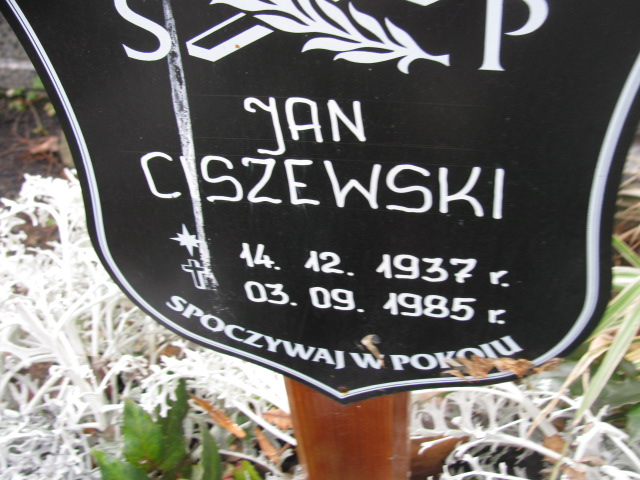 S P
JAN
CISZEWSKI
14. 12. 1937 r.
03. 09. 1985 r.
SPOCZYWAJ W POKOJU